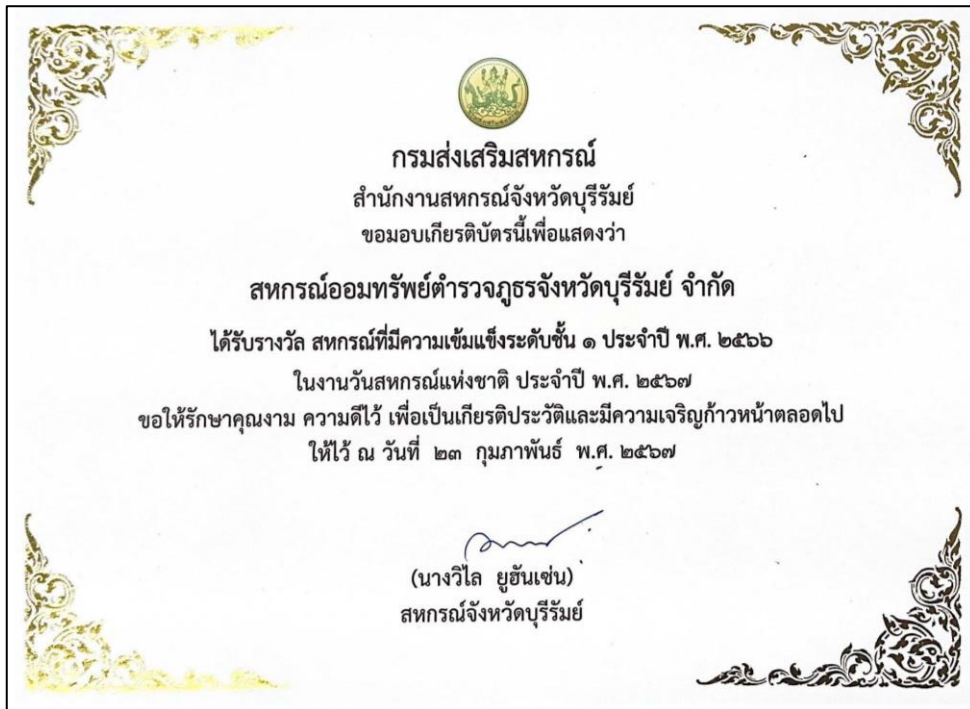 กรมส่งเสริมสหกรณ์
สำนักงานสหกรณ์จังหวัดบุรีรัมย์
ขอมอบเกียรติบัตรนี้เพื่อแสดงว่า
สหกรณ์ออมทรัพย์ตำรวจภูธรจังหวัดบุรีรัมย์ จำกัด
ได้รับรางวัล สหกรณ์ที่มีความเข้มแข็งระดับชั้น ๑ ประจำปี พ.ศ. ๒๕๖๖
ในงานวันสหกรณ์แห่งชาติ ประจำปี พ.ศ. ๒๕๖๗
ขอให้รักษาคุณงาม ความดีไว้ เพื่อเป็นเกียรติประวัติและมีความเจริญก้าวหน้าตลอดไป
ให้ไว้ ณ วันที่ ๒๓ กุมภาพันธ์ พ.ศ. ๒๕๖๗
(นางวิไล ยูฮันเซ่น)
สหกรณ์จังหวัดบุรีรัมย์